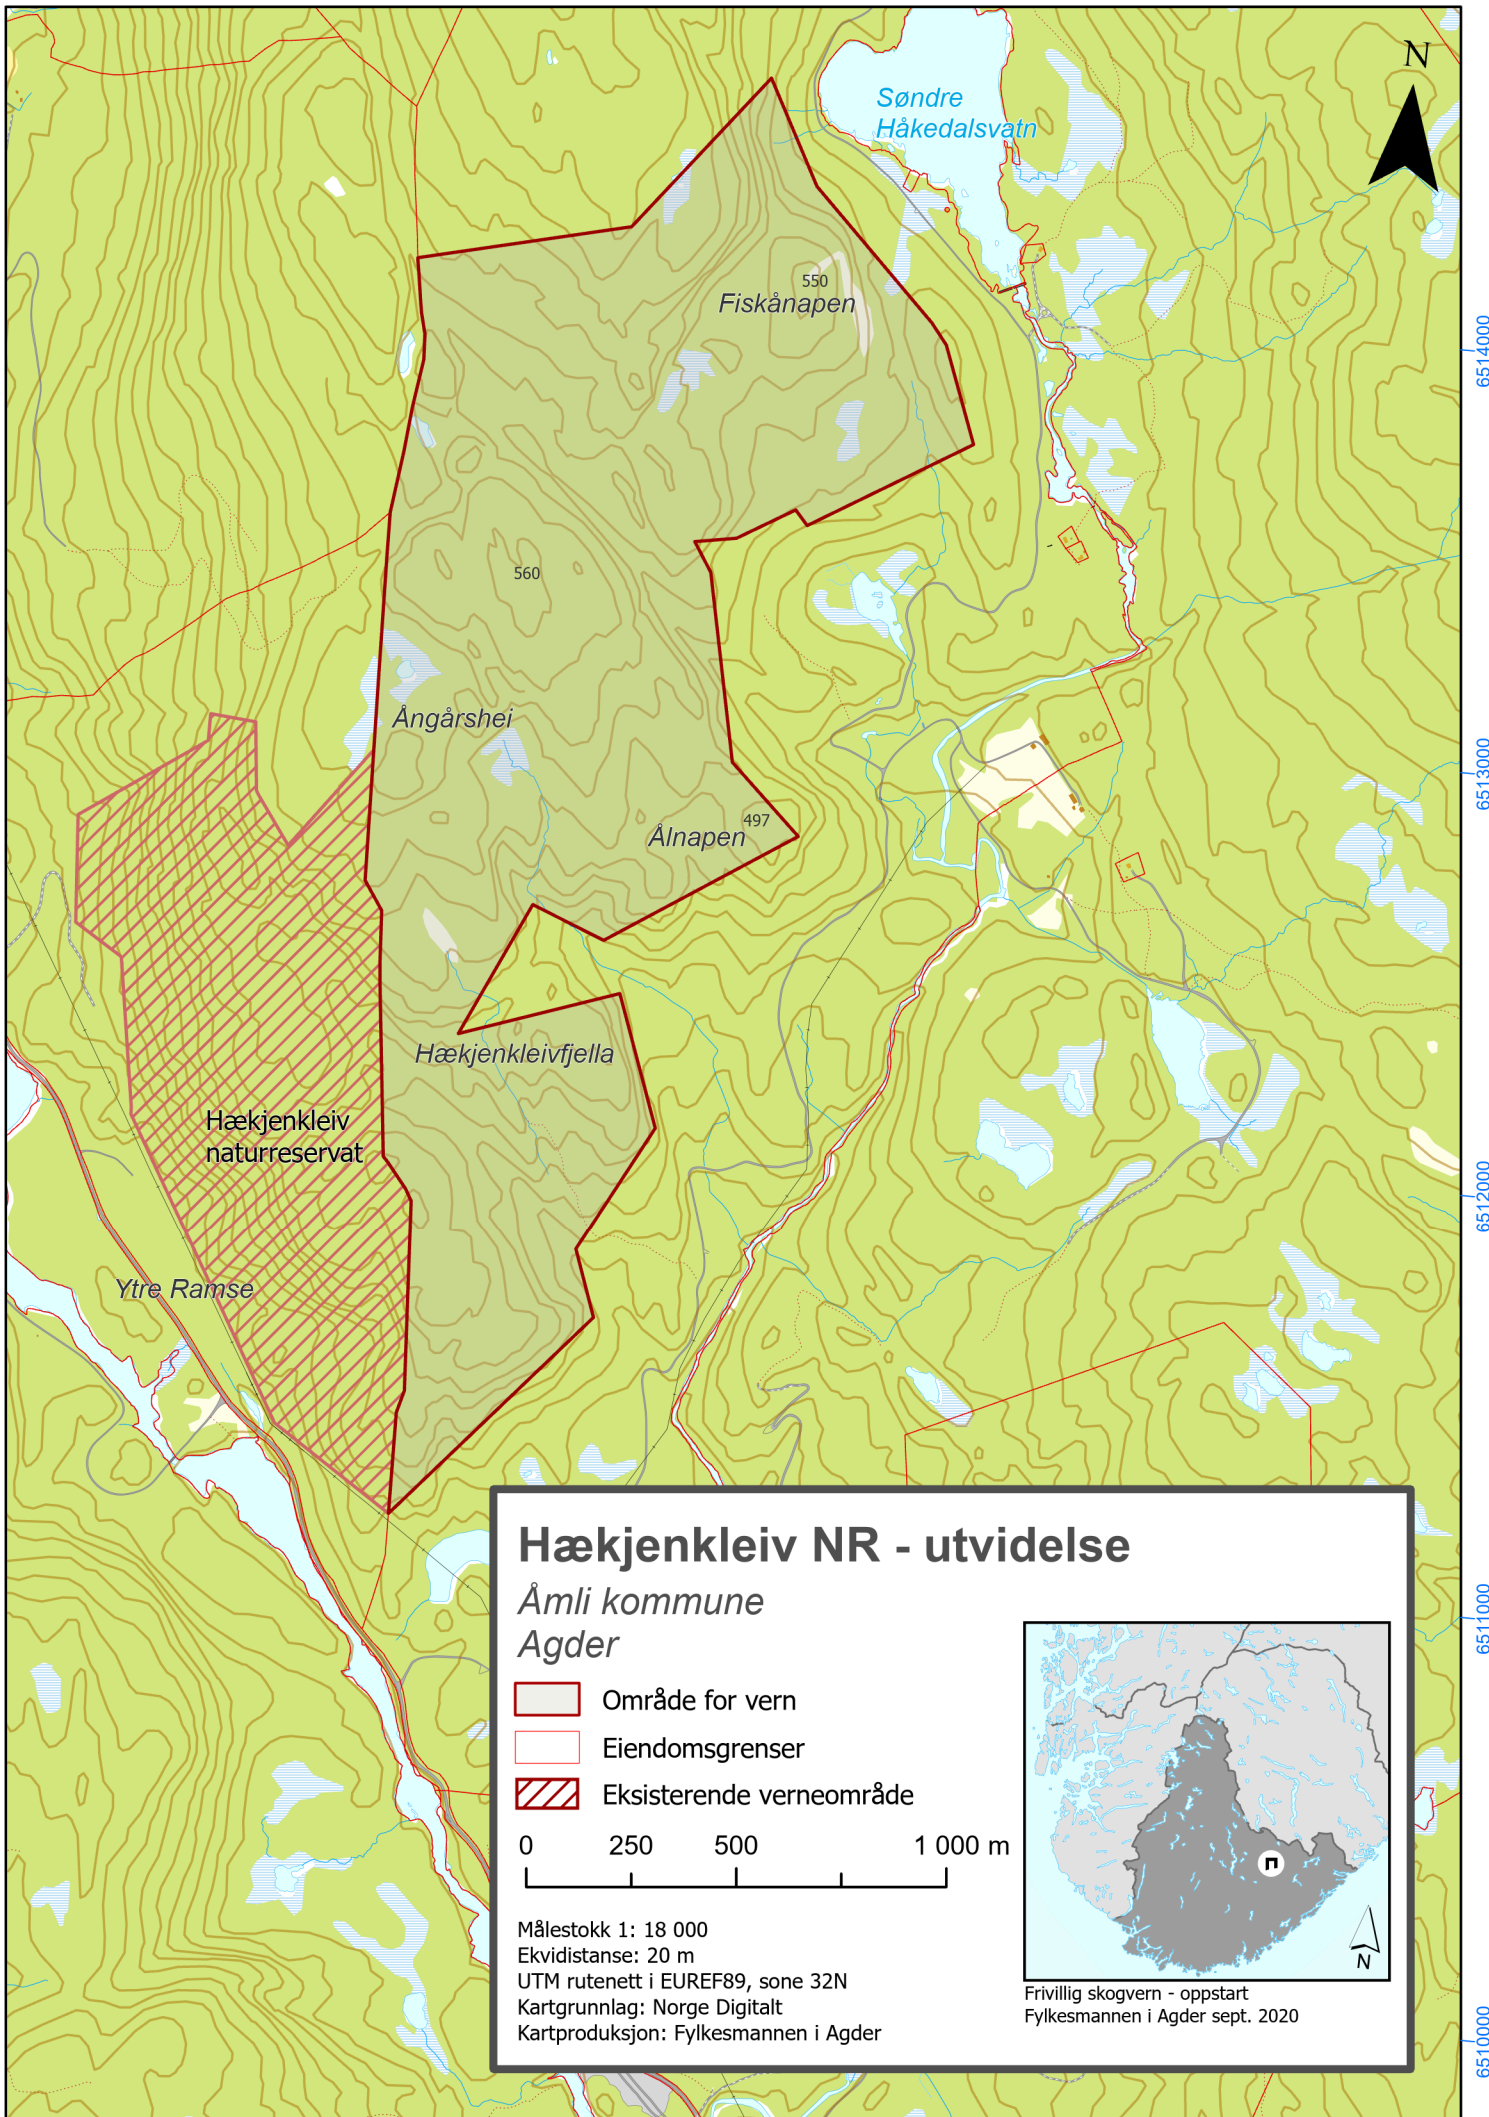 N
Søndre
Håkedalsvatn
550
Fiskånapen
6514000
560
Ångårshei
6513000
497
Ålnapen
Hækjenkleivfjella
Hækjenkleiv
naturreservat
6512000
Ytre Ramse
Hækjenkleiv NR - utvidelse
Åmli kommune
Agder
6511000
Område for vern
Eiendomsgrenser
Eksisterende verneområde
0 250 500 1 000 m
Målestokk 1: 18 000
Ekvidistanse: 20 m
UTM rutenett i EUREF89, sone 32N
Kartgrunnlag: Norge Digitalt
Kartproduksjon: Fylkesmannen i Agder
N
Frivillig skogvern - oppstart
Fylkesmannen i Agder sept. 2020
6510000